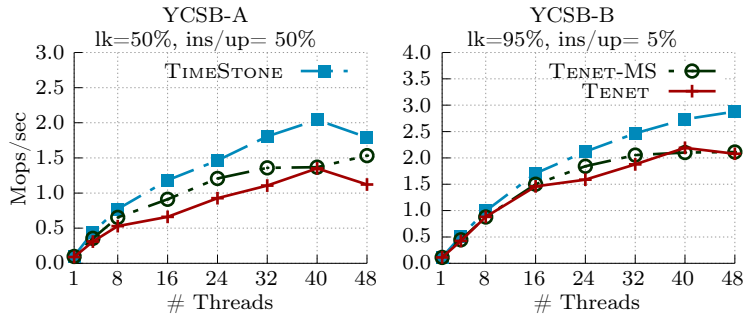 YCSB-A
lk=50%, ins/up= 50%
3.0
2.5
2.0
1.5
1.0
0.5
0.0
Mops/sec
TIMESTONE
1 8 16 24 32 40 48
# Threads
YCSB-B
lk=95%, ins/up= 5%
4.0
3.5
3.0
2.5
2.0
1.5
1.0
0.5
0.0
TENET-MS
TENET
1 8 16 24 32 40 48
# Threads